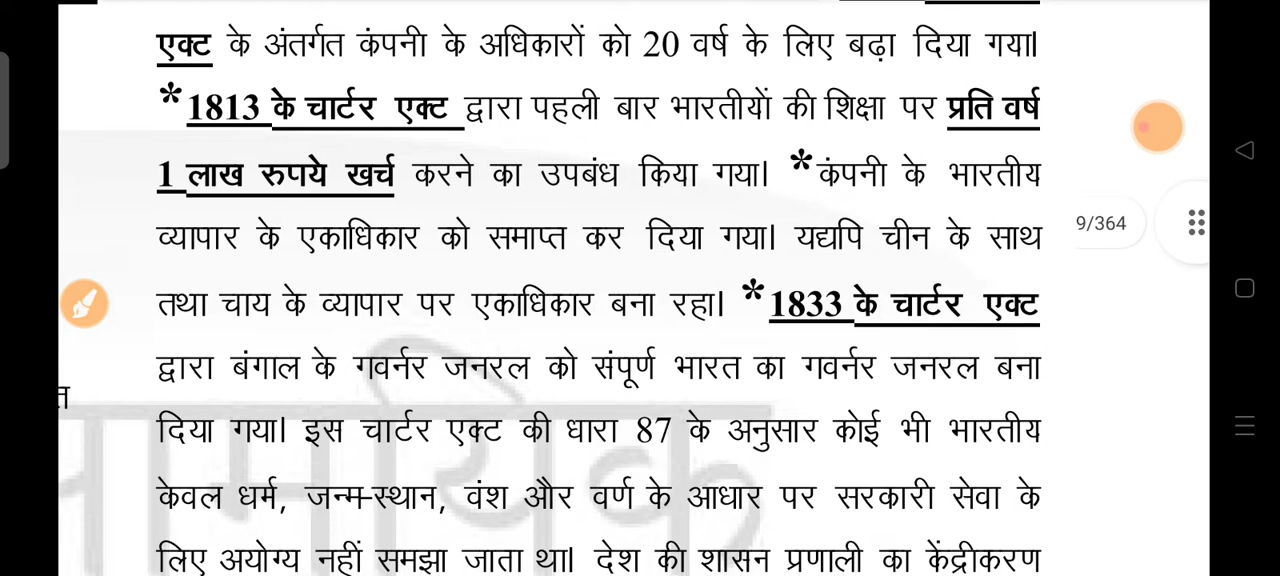 एक्ट के अंतर्गत कंपनी के अधिकारों को 20 वर्ष के लिए बढ़ा दिया गया।
*1813 के चार्टर एक्ट द्वारा पहली बार भारतीयों की शिक्षा पर प्रति वर्ष
1 लाख रुपये खर्च करने का उपबंध किया गया। *कंपनी के भारतीय
9/364
व्यापार के एकाधिकार को समाप्त कर दिया गया। यद्यपि चीन के साथ
तथा चाय के व्यापार पर एकाधिकार बना रहा। *1833 के चार्टर एक्ट
द्वारा बंगाल के गवर्नर जनरल को संपूर्ण भारत का गवर्नर जनरल बना
दिया गया। इस चार्टर एक्ट की धारा 87 के अनुसार कोई भी भारतीय
केवल धर्म, जन्म-स्थान, वंश और वर्ण के आधार पर सरकारी सेवा के
लिए अयोग्य नहीं समझा जाता था। देश की शासन प्रणाली का केंद्रीकरण